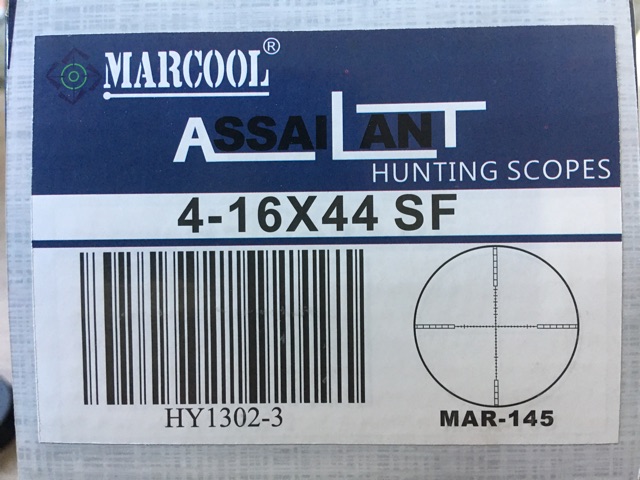 MARCOOL®
ASSAILANT
HUNTING SCOPES
4-16X44 SF
HY1302-3
MAR-145